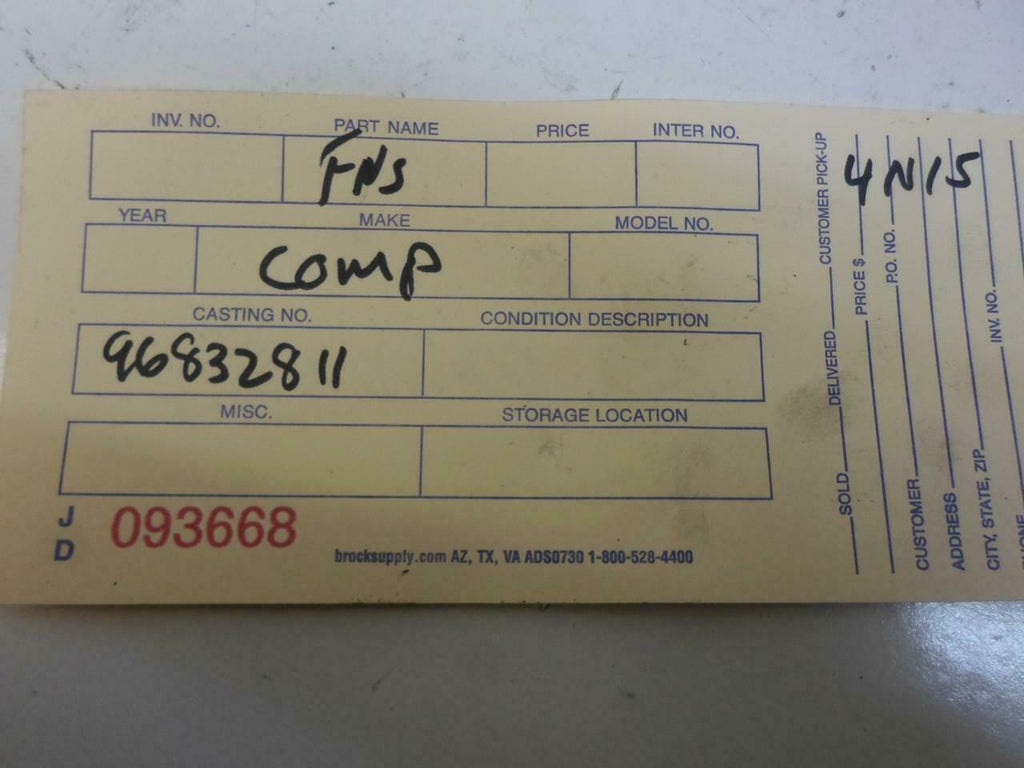 INV. NO. PART NAME PRICE INTER NO.
FNS
YEAR MAKE MODEL NO.
Comp
CASTING NO. CONDITION DESCRIPTION
96832811
MISC. STORAGE LOCATION
J D 093668
brocksupply.com AZ, TX, VA ADS0730 1-800-528-4400
4N15
SOLD DELIVERED CUSTOMER PICK-UP
PRICE $
P.O. NO.
CUSTOMER
ADDRESS
CITY, STATE, ZIP
INV. NO.